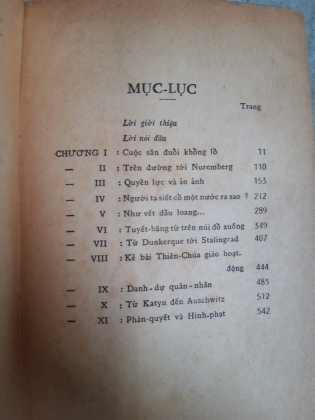 MỤC-LỤC
Trang
Lời giới thiệu
Lời nói đầu
CHƯƠNG I : Cuộc săn đuổi khổng lồ 11
— II : Trên đường tới Nuremberg 110
— III : Quyền lực và ảo ảnh 153
— IV : Người ta siết cổ một nước ra sao ? 212
— V : Như vết dầu loang... 289
— VI : Tuyết-băng từ trên núi đổ xuống 349
— VII : Từ Dunkerque tới Stalingrad 407
— VIII : Kẻ bài Thiên-Chúa giáo hoạt-
động 444
— IX : Danh-dự quân-nhân 485
— X : Từ Katyn đến Auschwitz 512
— XI : Phán-quyết và Hình-phạt 542